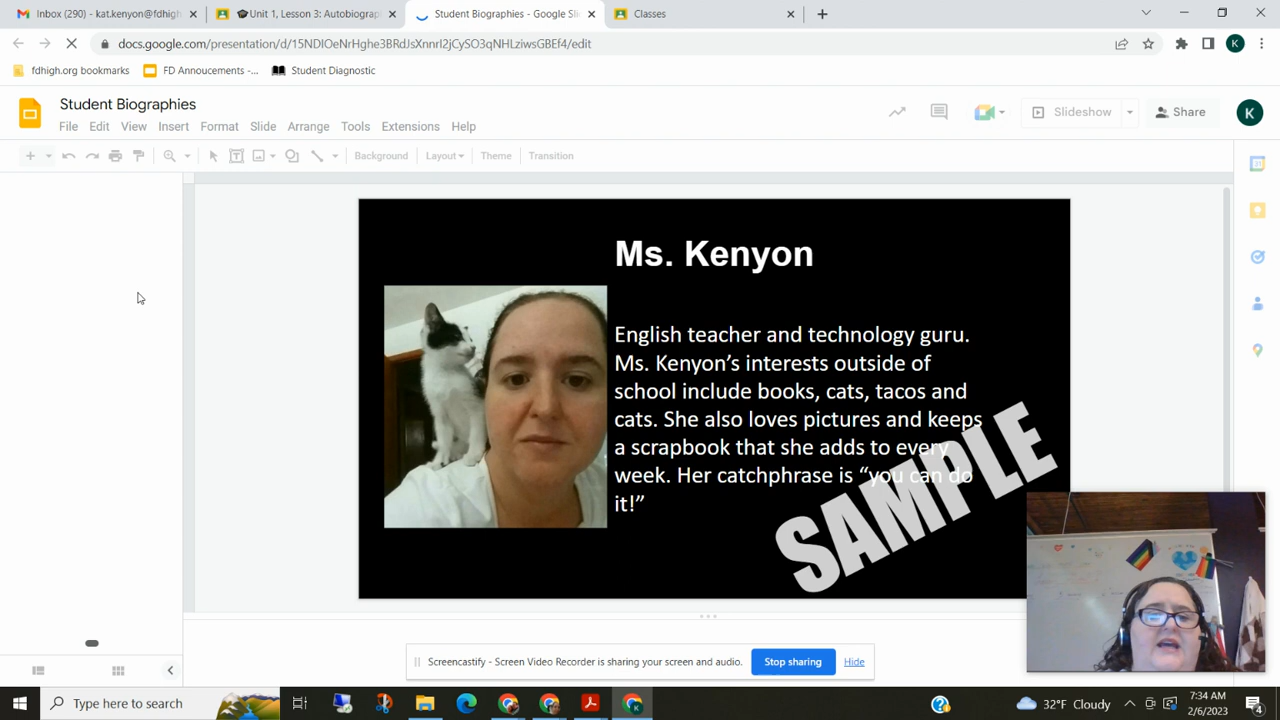 Inbox (290) - kat.kenyon@fdhigh
Unit 1, Lesson 3: Autobiograp
Student Biographies - Google Slid
Classes
docs.google.com/presentation/d/15NDIOeNrHghe3BRdJsXnnrI2jCySO3qNHLziwsGBEf4/edit
K
fdhigh.org bookmarks
FD Annoucements -...
Student Diagnostic
Student Biographies
Slideshow
Share
K
File Edit View Insert Format Slide Arrange Tools Extensions Help
Background Layout Theme Transition
31
Ms. Kenyon
English teacher and technology guru.
Ms. Kenyon’s interests outside of
school include books, cats, tacos and
cats. She also loves pictures and keeps
a scrapbook that she adds to every
week. Her catchphrase is “you can do
it!”
SAMPLE
Screencastify - Screen Video Recorder is sharing your screen and audio.
Stop sharing
Hide
Type here to search
32°F Cloudy
7:34 AM
2/6/2023
4